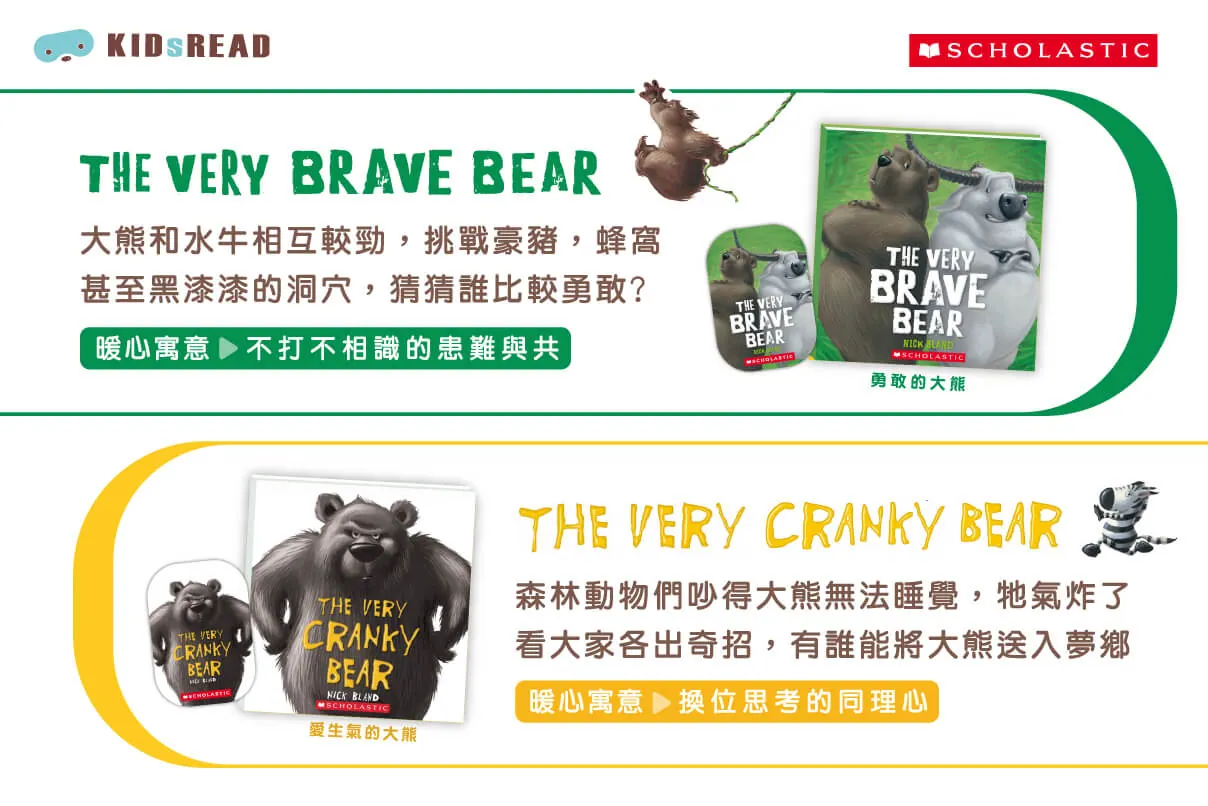 KIDsREAD
SCHOLASTIC
THE VERY BRAVE BEAR
大熊和水牛相互較勁，挑戰豪豬，蜂窩
甚至黑漆漆的洞穴，猜猜誰比較勇敢?
暖心寓意▶不打不相識的患難與共
THE VERY
BRAVE
BEAR
NICK BLAND
SCHOLASTIC
THE VERY
BRAVE
BEAR
NICK BLAND
SCHOLASTIC
勇敢的大熊
THE VERY CRANKY BEAR
森林動物們吵得大熊無法睡覺，牠氣炸了
看大家各出奇招，有誰能將大熊送入夢鄉
暖心寓意▶換位思考的同理心
THE VERY
CRANKY
BEAR
NICK BLAND
SCHOLASTIC
THE VERY
CRANKY
BEAR
NICK BLAND
SCHOLASTIC
愛生氣的大熊